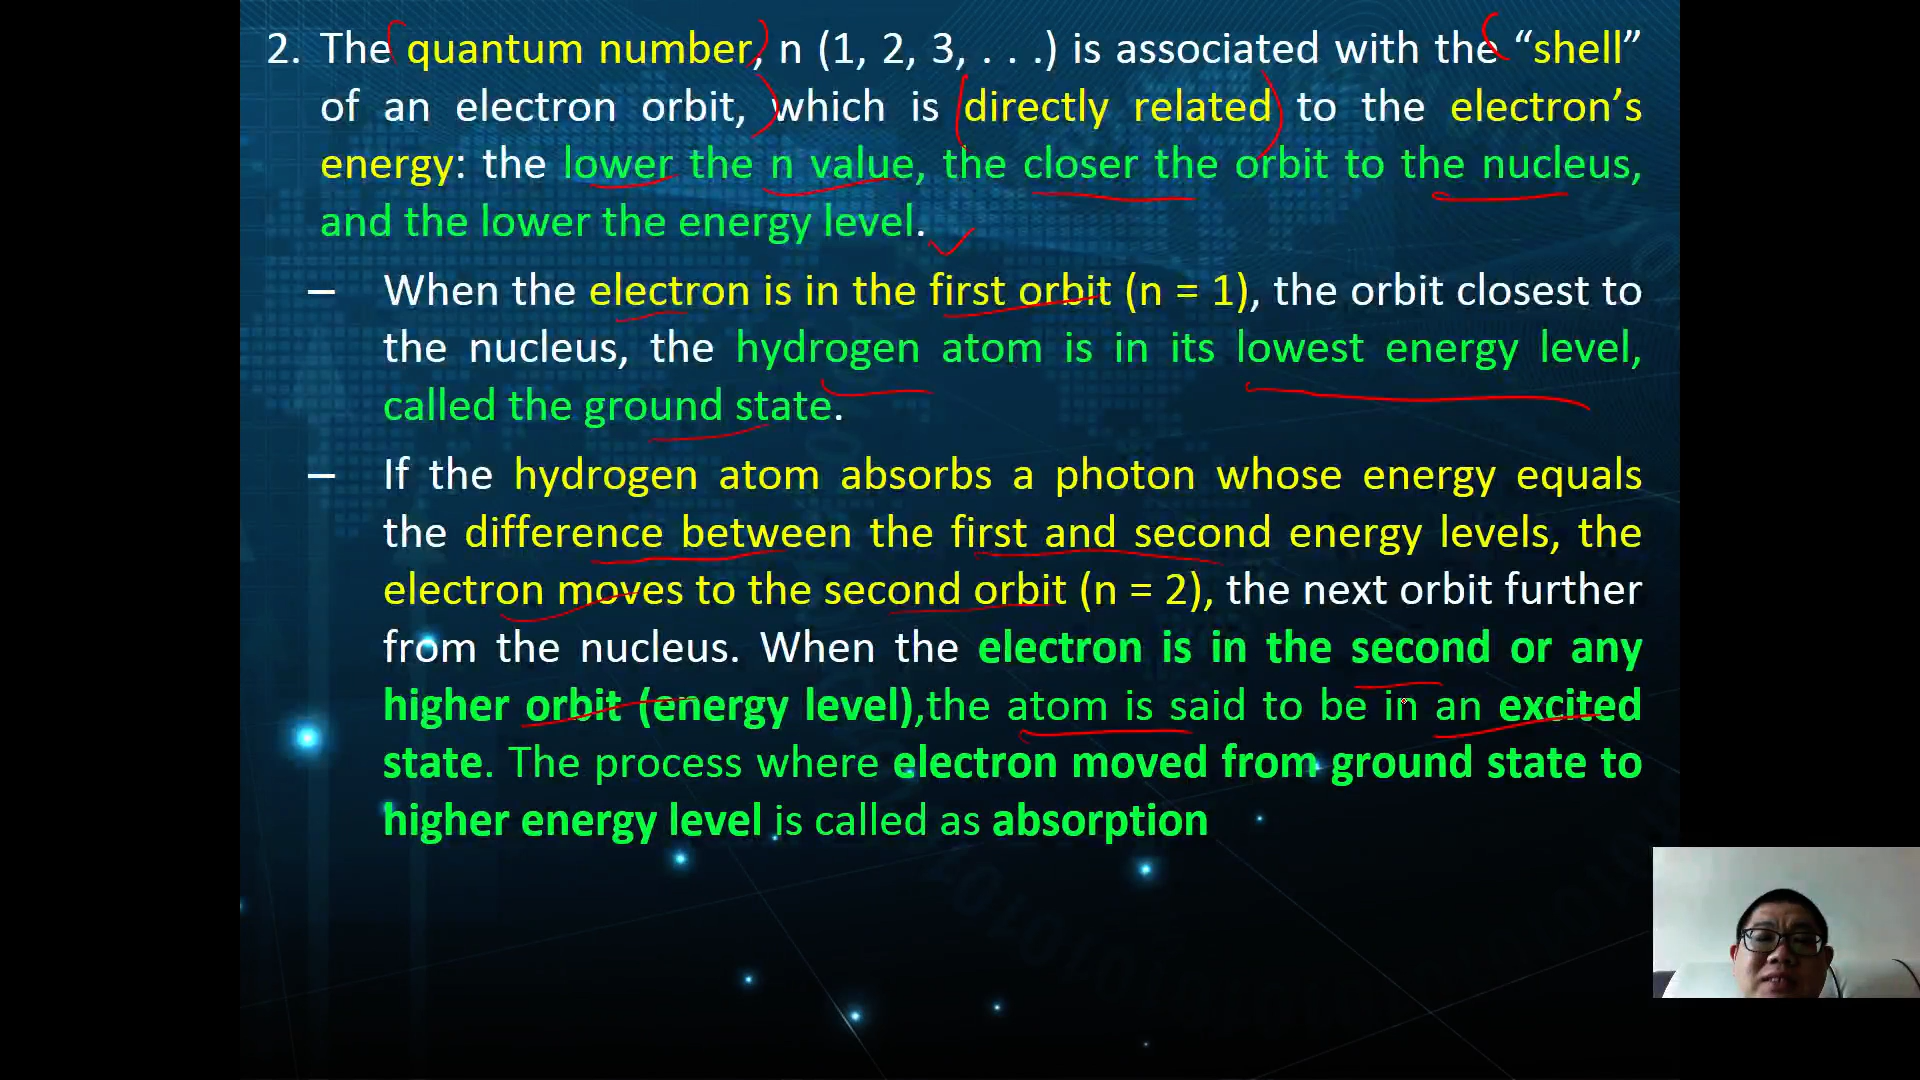 2. The quantum number, n (1, 2, 3, . . .) is associated with the “shell”
of an electron orbit, which is directly related to the electron’s
energy: the lower the n value, the closer the orbit to the nucleus,
and the lower the energy level.
– When the electron is in the first orbit (n = 1), the orbit closest to
the nucleus, the hydrogen atom is in its lowest energy level,
called the ground state.
– If the hydrogen atom absorbs a photon whose energy equals
the difference between the first and second energy levels, the
electron moves to the second orbit (n = 2), the next orbit further
from the nucleus. When the electron is in the second or any
higher orbit (energy level),the atom is said to be in an excited
state. The process where electron moved from ground state to
higher energy level is called as absorption